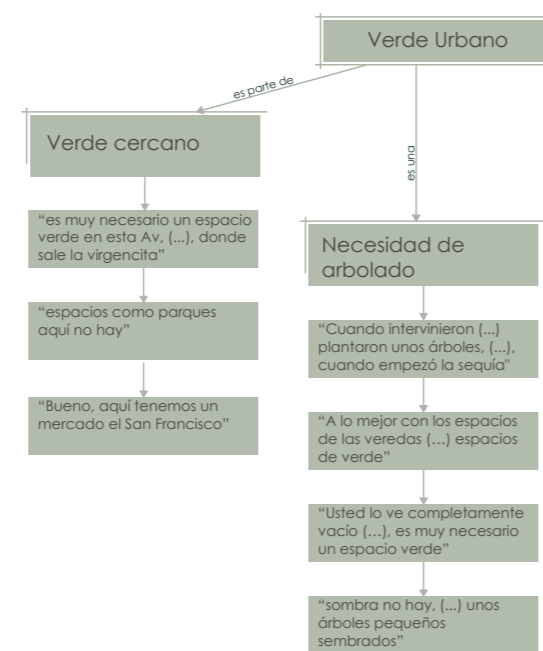 Verde Urbano
es parte de
es una
Verde cercano
“es muy necesario un espacio
verde en esta Av, (...), donde
sale la virgencita”
“espacios como parques
aquí no hay”
“Bueno, aquí tenemos un
mercado el San Francisco”
Necesidad de
arbolado
“Cuando intervinieron (...)
plantaron unos árboles, (...),
cuando empezó la sequía”
“A lo mejor con los espacios
de las veredas (...) espacios
de verde”
“Usted lo ve completamente
vacío (...), es muy necesario
un espacio verde”
“sombra no hay, (...) unos
árboles pequeños
sembrados”